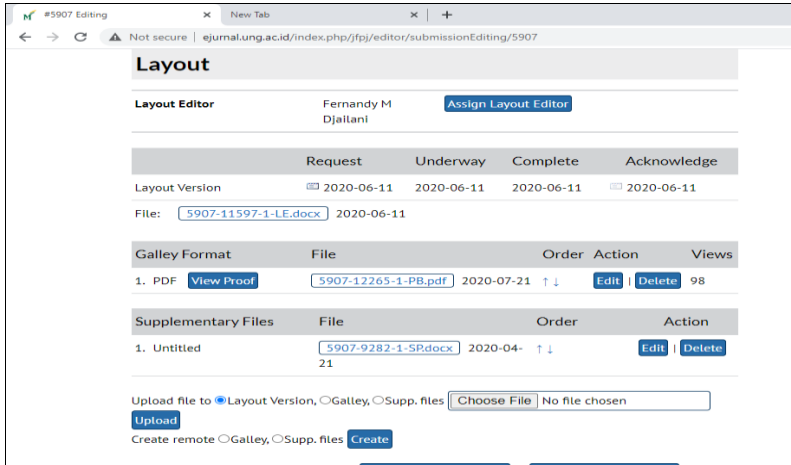 #5907 Editing × New Tab × +
Not secure | ejurnal.ung.ac.id/index.php/jfpj/editor/submissionEditing/5907
Layout
Layout Editor Fernandy M Assign Layout Editor
Djailani
Request Underway Complete Acknowledge
Layout Version 2020-06-11 2020-06-11 2020-06-11 2020-06-11
File: 5907-11597-1-LE.docx 2020-06-11
Galley Format File Order Action Views
1. PDF View Proof 5907-12265-1-PB.pdf 2020-07-21 ↑ ↓ Edit | Delete 98
Supplementary Files File Order Action
1. Untitled 5907-9282-1-SP.docx 2020-04- ↑ ↓ Edit | Delete
21
Upload file to Layout Version, Galley, Supp. files Choose File No file chosen
Upload
Create remote Galley, Supp. files Create